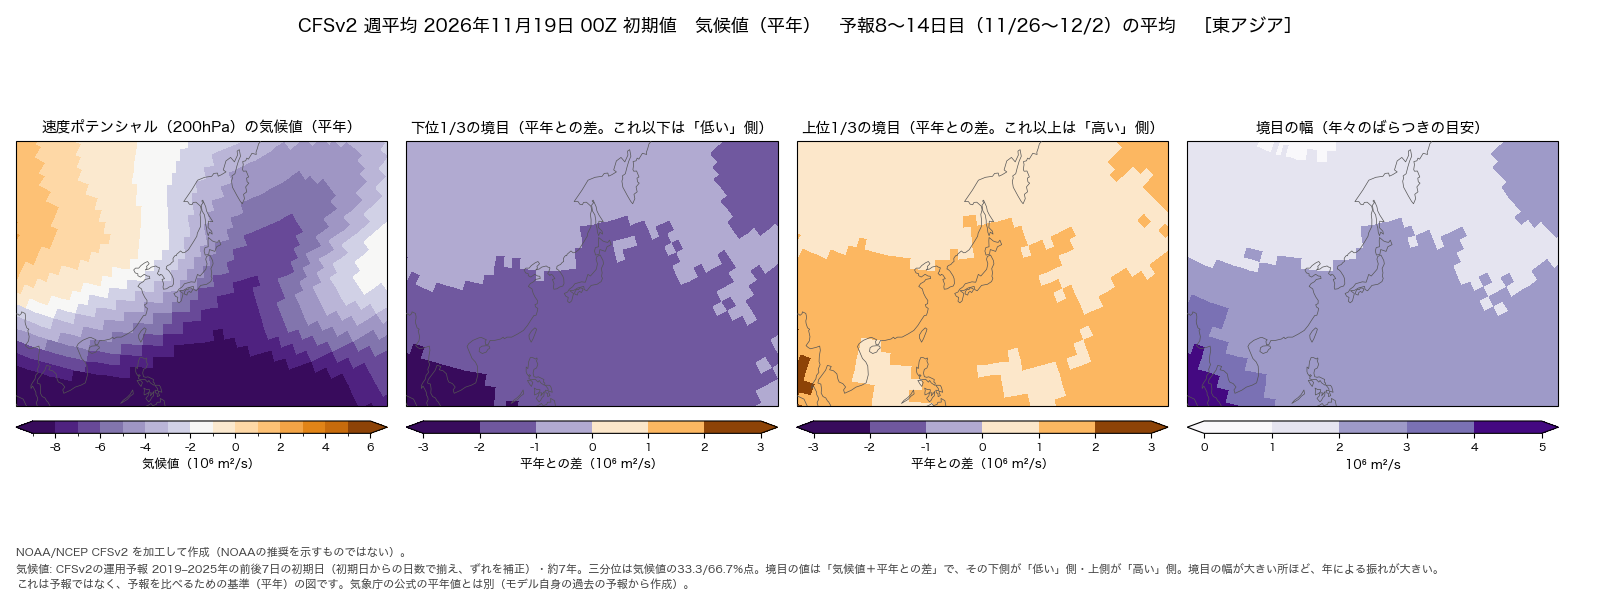 CFSv2 週平均 2026年11月19日 00Z 初期値　気候値（平年）　予報8～14日目（11/26～12/2）の平均　［東アジア］
速度ポテンシャル（200hPa）の気候値（平年）
下位1/3の境目（平年との差。これ以下は「低い」側）
上位1/3の境目（平年との差。これ以上は「高い」側）
境目の幅（年々のばらつきの目安）
-8 -6 -4 -2 0 2 4 6
気候値（10⁶ m²/s）
-3 -2 -1 0 1 2 3
平年との差（10⁶ m²/s）
-3 -2 -1 0 1 2 3
平年との差（10⁶ m²/s）
0 1 2 3 4 5
10⁶ m²/s
NOAA/NCEP CFSv2 を加工して作成（NOAAの推奨を示すものではない）。
気候値: CFSv2の運用予報 2019–2025年の前後7日の初期日（初期日からの日数で揃え、ずれを補正）・約7年。三分位は気候値の33.3/66.7%点。境目の値は「気候値＋平年との差」で、その下側が「低い」側・上側が「高い」側。境目の幅が大きい所ほど、年による振れが大きい。
これは予報ではなく、予報を比べるための基準（平年）の図です。気象庁の公式の平年値とは別（モデル自身の過去の予報から作成）。